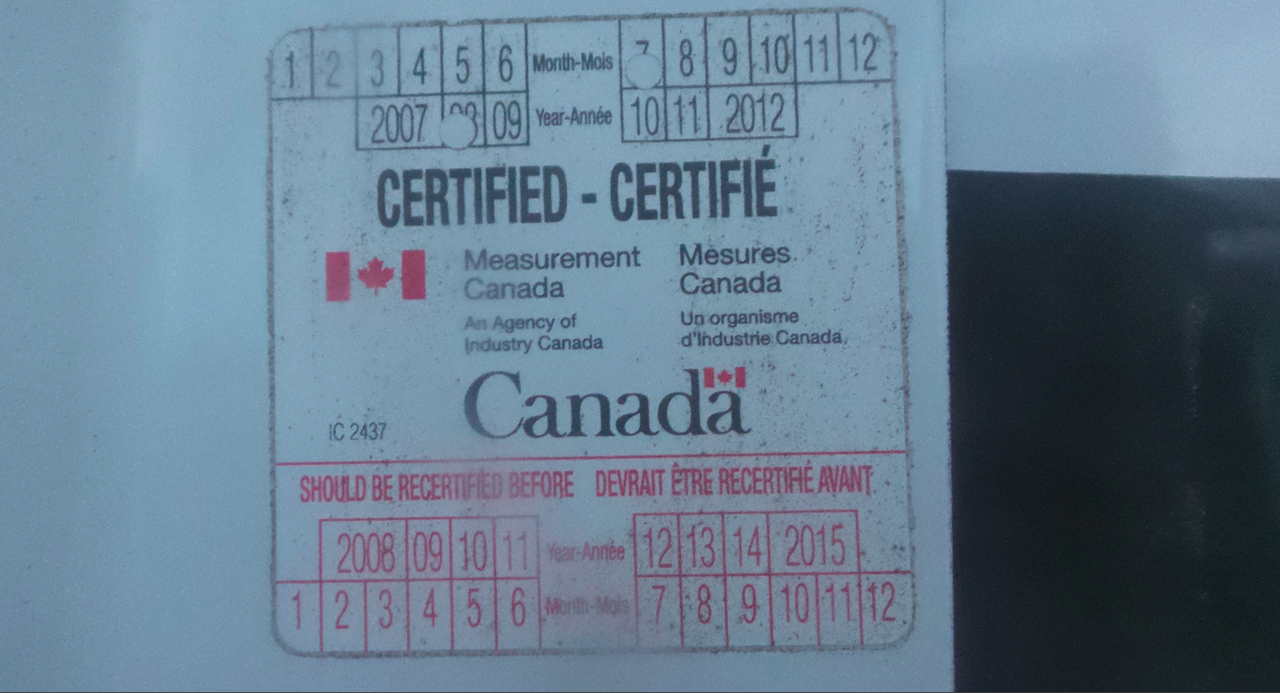 1 2 3 4 5 6 Month-Mois 7 8 9 10 11 12
2007 08 09 Year-Année 10 11 2012
CERTIFIED - CERTIFIÉ
Measurement Canada
Mesures Canada
An Agency of Industry Canada
Un organisme d'Industrie Canada
Canada
IC 2437
SHOULD BE RECERTIFIED BEFORE DEVRAIT ÊTRE RECERTIFIÉ AVANT
2008 09 10 11 Year-Année 12 13 14 2015
1 2 3 4 5 6 Month-Mois 7 8 9 10 11 12